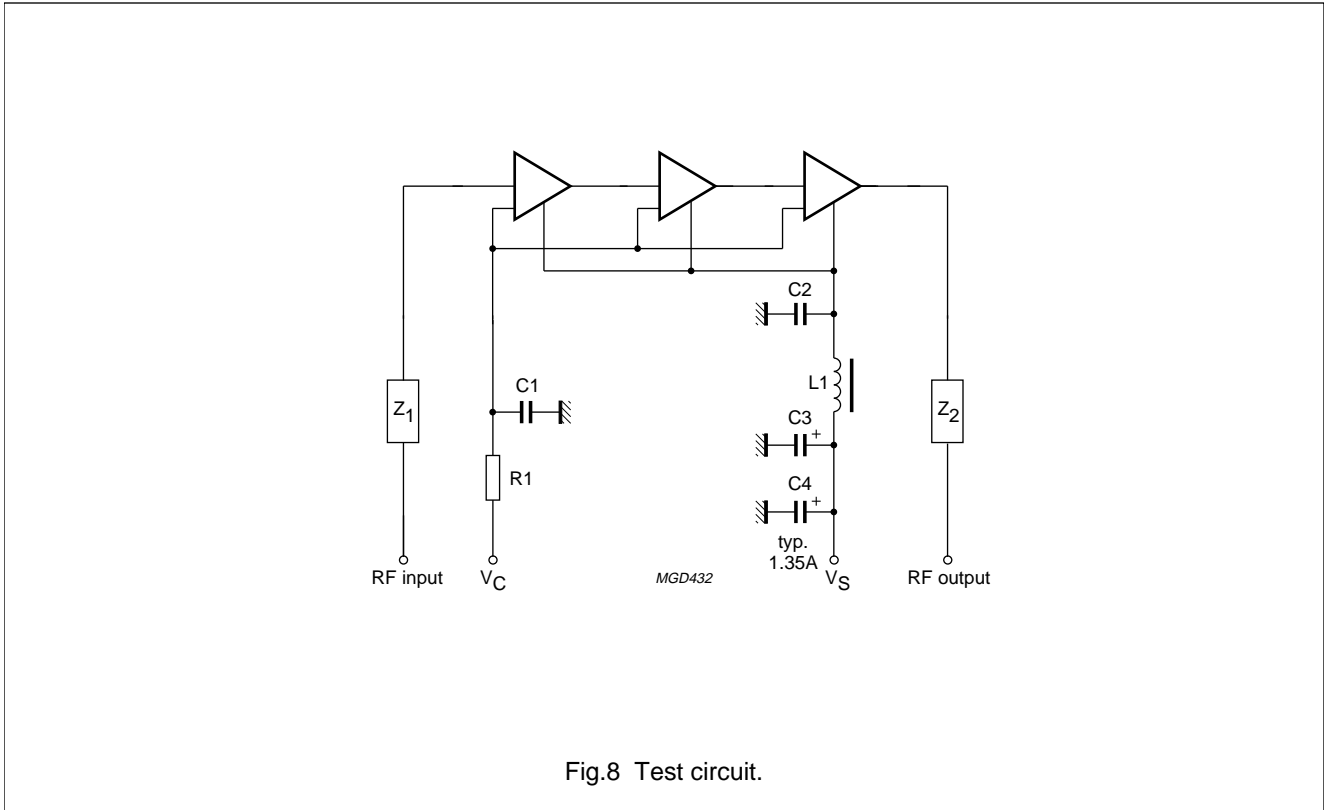 C2
L1
C1
C3
+
Z1
Z2
R1
C4
+
typ.
1.35A
RF input
VC
MGD432
VS
RF output
Fig.8 Test circuit.